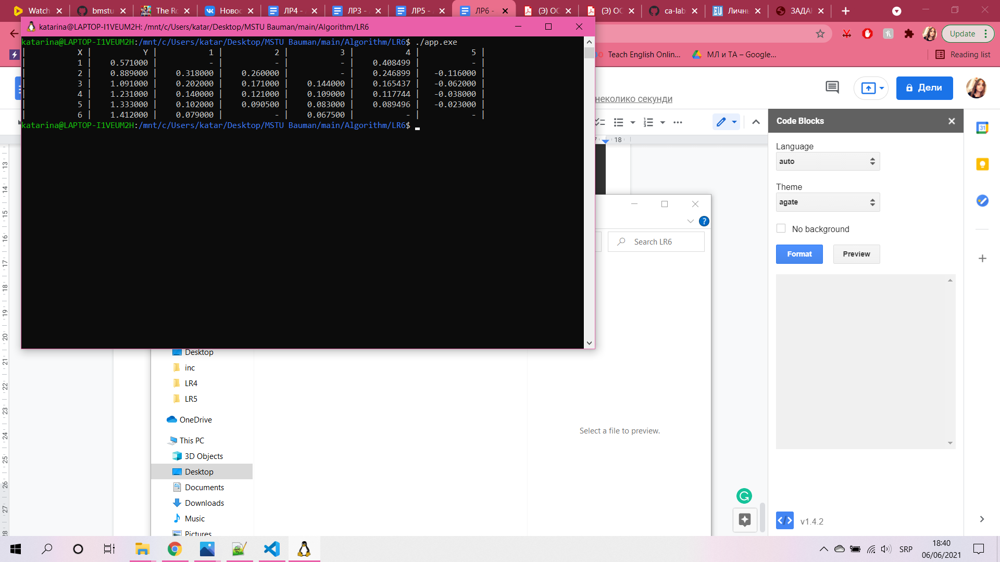 Watch
bmstu
The Ro
Новос
ЛР4 -
ЛР3 -
ЛР5 -
ЛР6 -
(Э) ОС
(Э) ОС
ca-lab
Личнь
ЗАДА
katarina@LAPTOP-I1VEUM2H: /mnt/c/Users/katar/Desktop/MSTU Bauman/main/Algorithm/LR6
Update
Teach English Onlin...
МЛ и ТА – Google...
Reading list
katarina@LAPTOP-I1VEUM2H:/mnt/c/Users/katar/Desktop/MSTU Bauman/main/Algorithm/LR6$ ./app.exe
| X | Y | 1 | 2 | 3 | 4 | 5 |
| 1 | 0.571000 | - | - | - | 0.408499 | - |
| 2 | 0.889000 | 0.318000 | 0.260000 | - | 0.246899 | -0.116000 |
| 3 | 1.091000 | 0.202000 | 0.171000 | 0.144000 | 0.165437 | -0.062000 |
| 4 | 1.231000 | 0.140000 | 0.121000 | 0.109000 | 0.117744 | -0.038000 |
| 5 | 1.333000 | 0.102000 | 0.090500 | 0.083000 | 0.089496 | -0.023000 |
| 6 | 1.412000 | 0.079000 | - | 0.067500 | - | - |
katarina@LAPTOP-I1VEUM2H:/mnt/c/Users/katar/Desktop/MSTU Bauman/main/Algorithm/LR6$
неколико секунди
Дели
18
Code Blocks
Language
auto
Theme
agate
No background
Format
Preview
v1.4.2
31
13
14
15
16
17
18
19
20
21
22
23
24
25
26
27
28
Search LR6
Desktop
inc
LR4
LR5
OneDrive
This PC
3D Objects
Desktop
Documents
Downloads
Music
Pictures
Select a file to preview.
SRP
18:40
06/06/2021